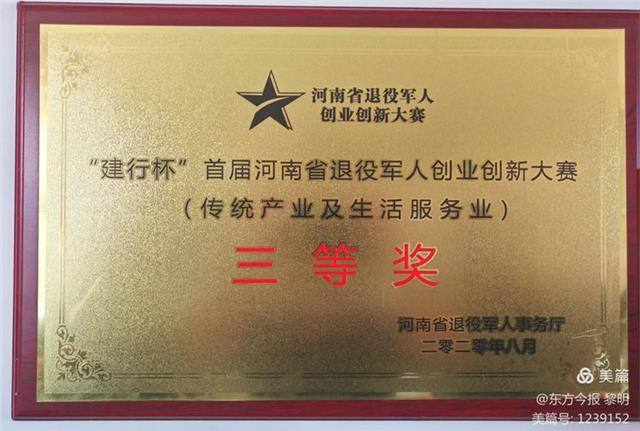 河南省退役军人
创业创新大赛
“建行杯”首届河南省退役军人创业创新大赛
（传统产业及生活服务业）
三等奖
河南省退役军人事务厅
二零二零年八月
美篇
@东方今报 黎明
美篇号: 1239152